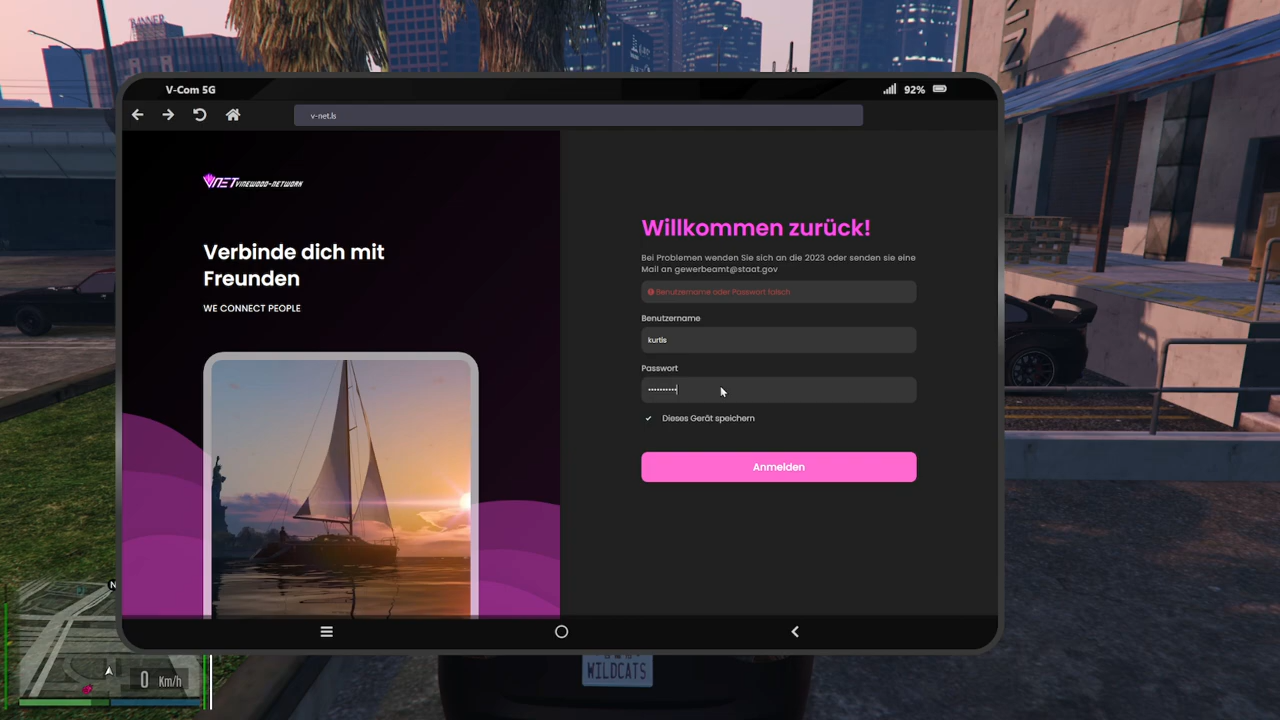 BANNER
V-Com 5G
92%
v-net.ls
VNET VINEWOOD-NETWORK
Verbinde dich mit
Freunden
WE CONNECT PEOPLE
Willkommen zurück!
Bei Problemen wenden Sie sich an die 2023 oder senden sie eine
Mail an gewerbeamt@staat.gov
Benutzername oder Passwort falsch
Benutzername
kurtis
Passwort
••••••••••
Dieses Gerät speichern
Anmelden
N
0 Km/h
WILDCATS